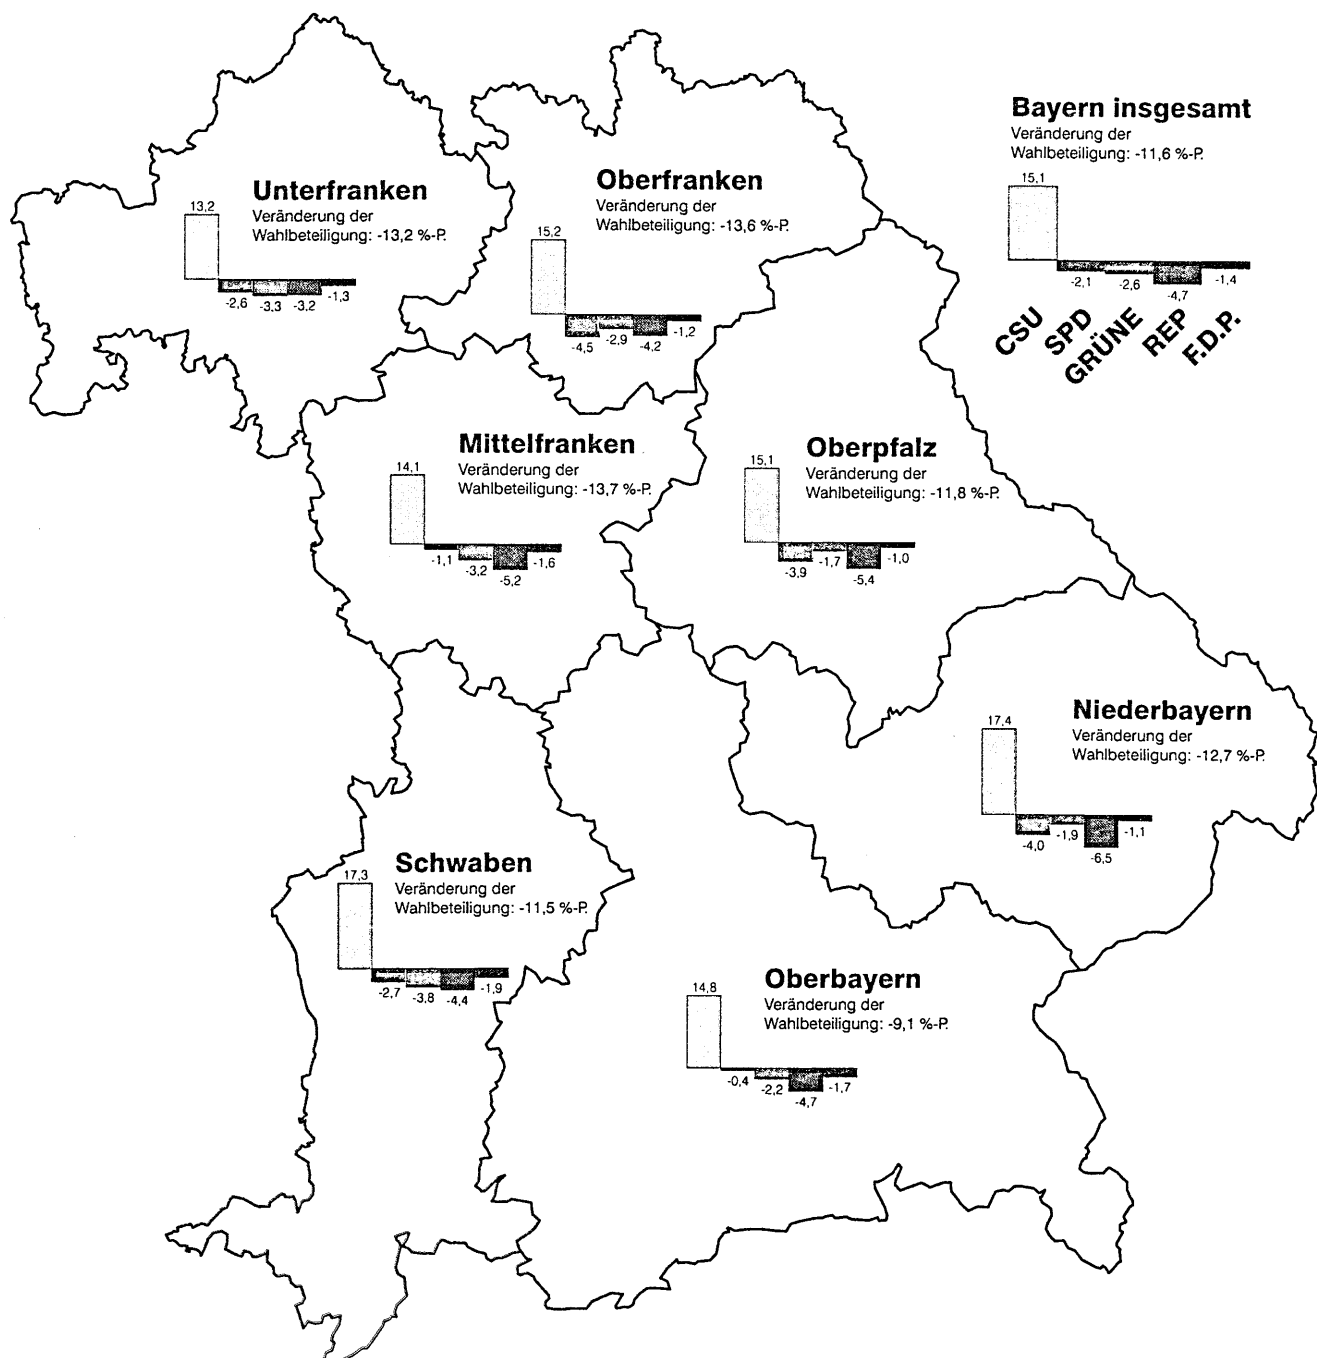 Bayern insgesamt
Veränderung der
Wahlbeteiligung: -11,6 %-P.
15,1
-2,1
-2,6
-4,7
-1,4
CSU
SPD
GRÜNE
REP
F.D.P.
Unterfranken
Veränderung der
Wahlbeteiligung: -13,2 %-P.
13,2
-2,6
-3,3
-3,2
-1,3
Oberfranken
Veränderung der
Wahlbeteiligung: -13,6 %-P.
15,2
-4,5
-2,9
-4,2
-1,2
Mittelfranken
Veränderung der
Wahlbeteiligung: -13,7 %-P.
14,1
-1,1
-3,2
-5,2
-1,6
Oberpfalz
Veränderung der
Wahlbeteiligung: -11,8 %-P.
15,1
-3,9
-1,7
-5,4
-1,0
Niederbayern
Veränderung der
Wahlbeteiligung: -12,7 %-P.
17,4
-4,0
-1,9
-6,5
-1,1
Schwaben
Veränderung der
Wahlbeteiligung: -11,5 %-P.
17,3
-2,7
-3,8
-4,4
-1,9
Oberbayern
Veränderung der
Wahlbeteiligung: -9,1 %-P.
14,8
-0,4
-2,2
-4,7
-1,7